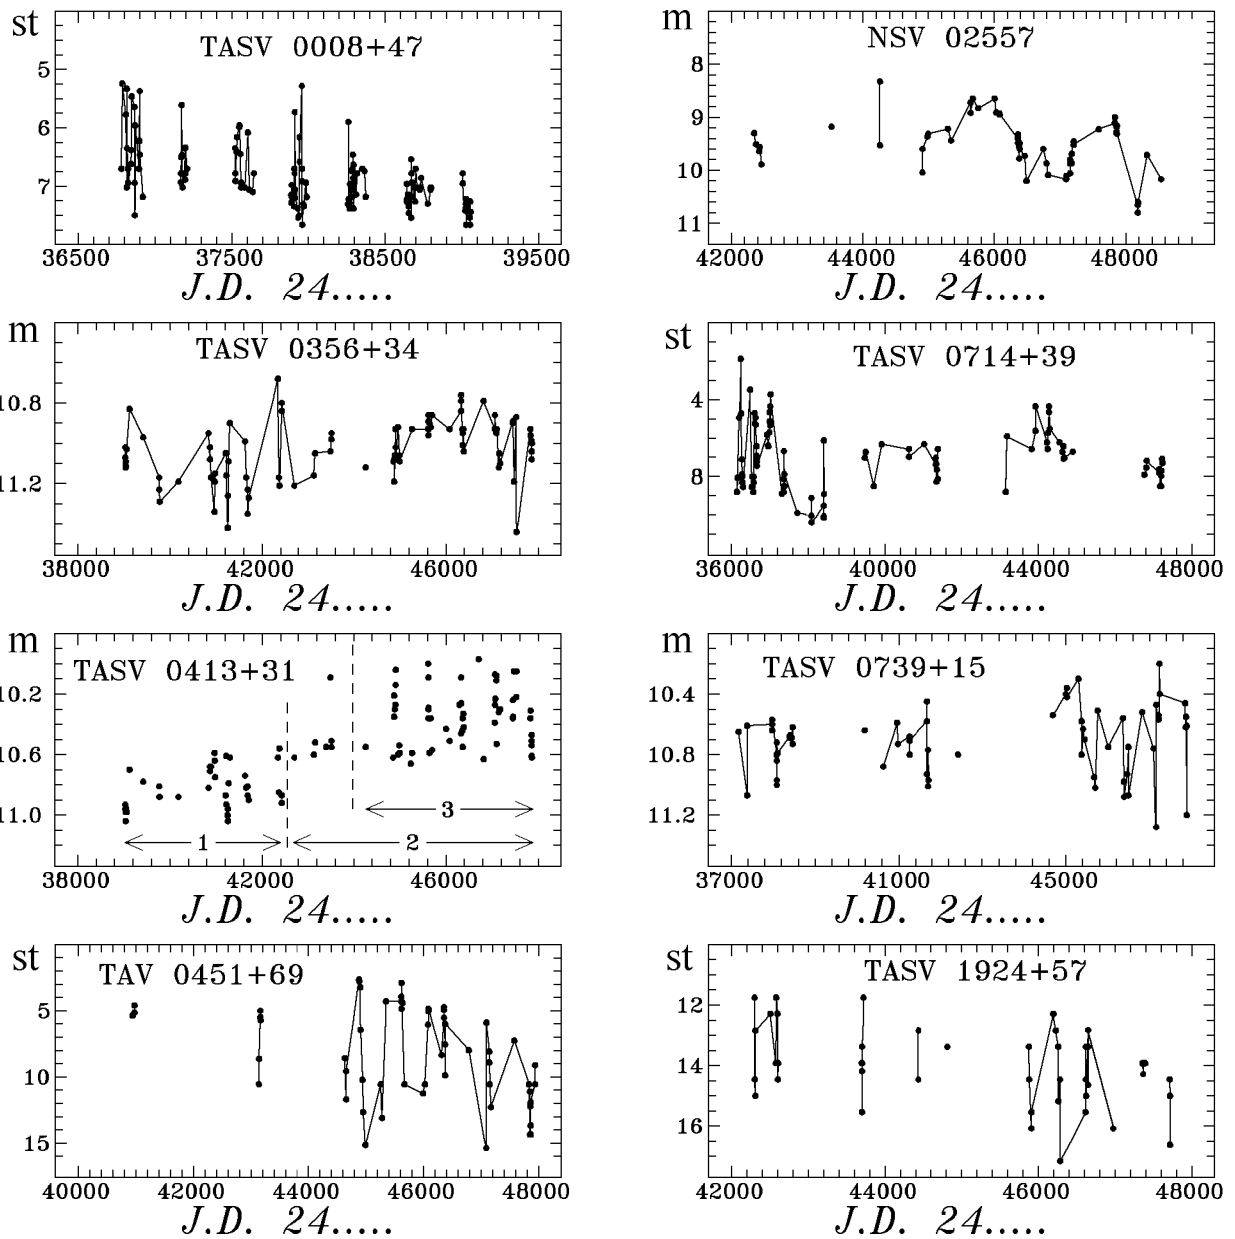 st
TASV 0008+47
5
6
7
36500 37500 38500 39500
J.D. 24.....
m
NSV 02557
8
9
10
11
42000 44000 46000 48000
J.D. 24.....
m
TASV 0356+34
10.8
11.2
38000 42000 46000
J.D. 24.....
st
TASV 0714+39
4
8
36000 40000 44000 48000
J.D. 24.....
m
TASV 0413+31
10.2
10.6
11.0
3
1
2
38000 42000 46000
J.D. 24.....
m
TASV 0739+15
10.4
10.8
11.2
37000 41000 45000
J.D. 24.....
st
TAV 0451+69
5
10
15
40000 42000 44000 46000 48000
J.D. 24.....
st
TASV 1924+57
12
14
16
42000 44000 46000 48000
J.D. 24.....